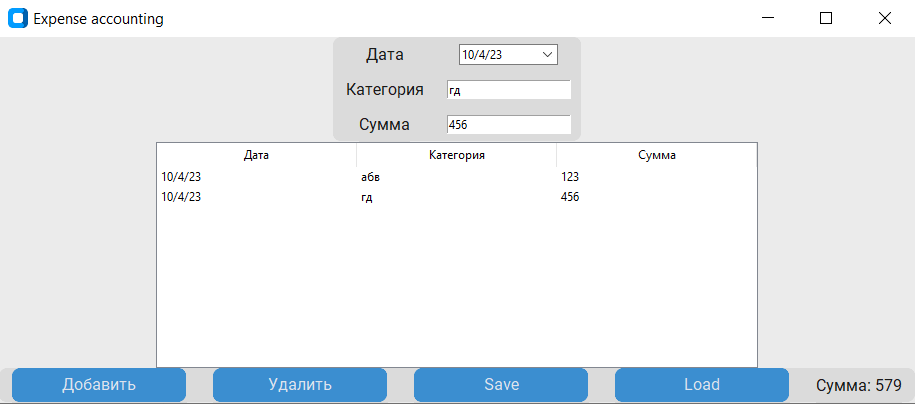 Expense accounting
Дата 10/4/23
Категория гд
Сумма 456
Дата Категория Сумма
10/4/23 абв 123
10/4/23 гд 456
Добавить Удалить Save Load Сумма: 579